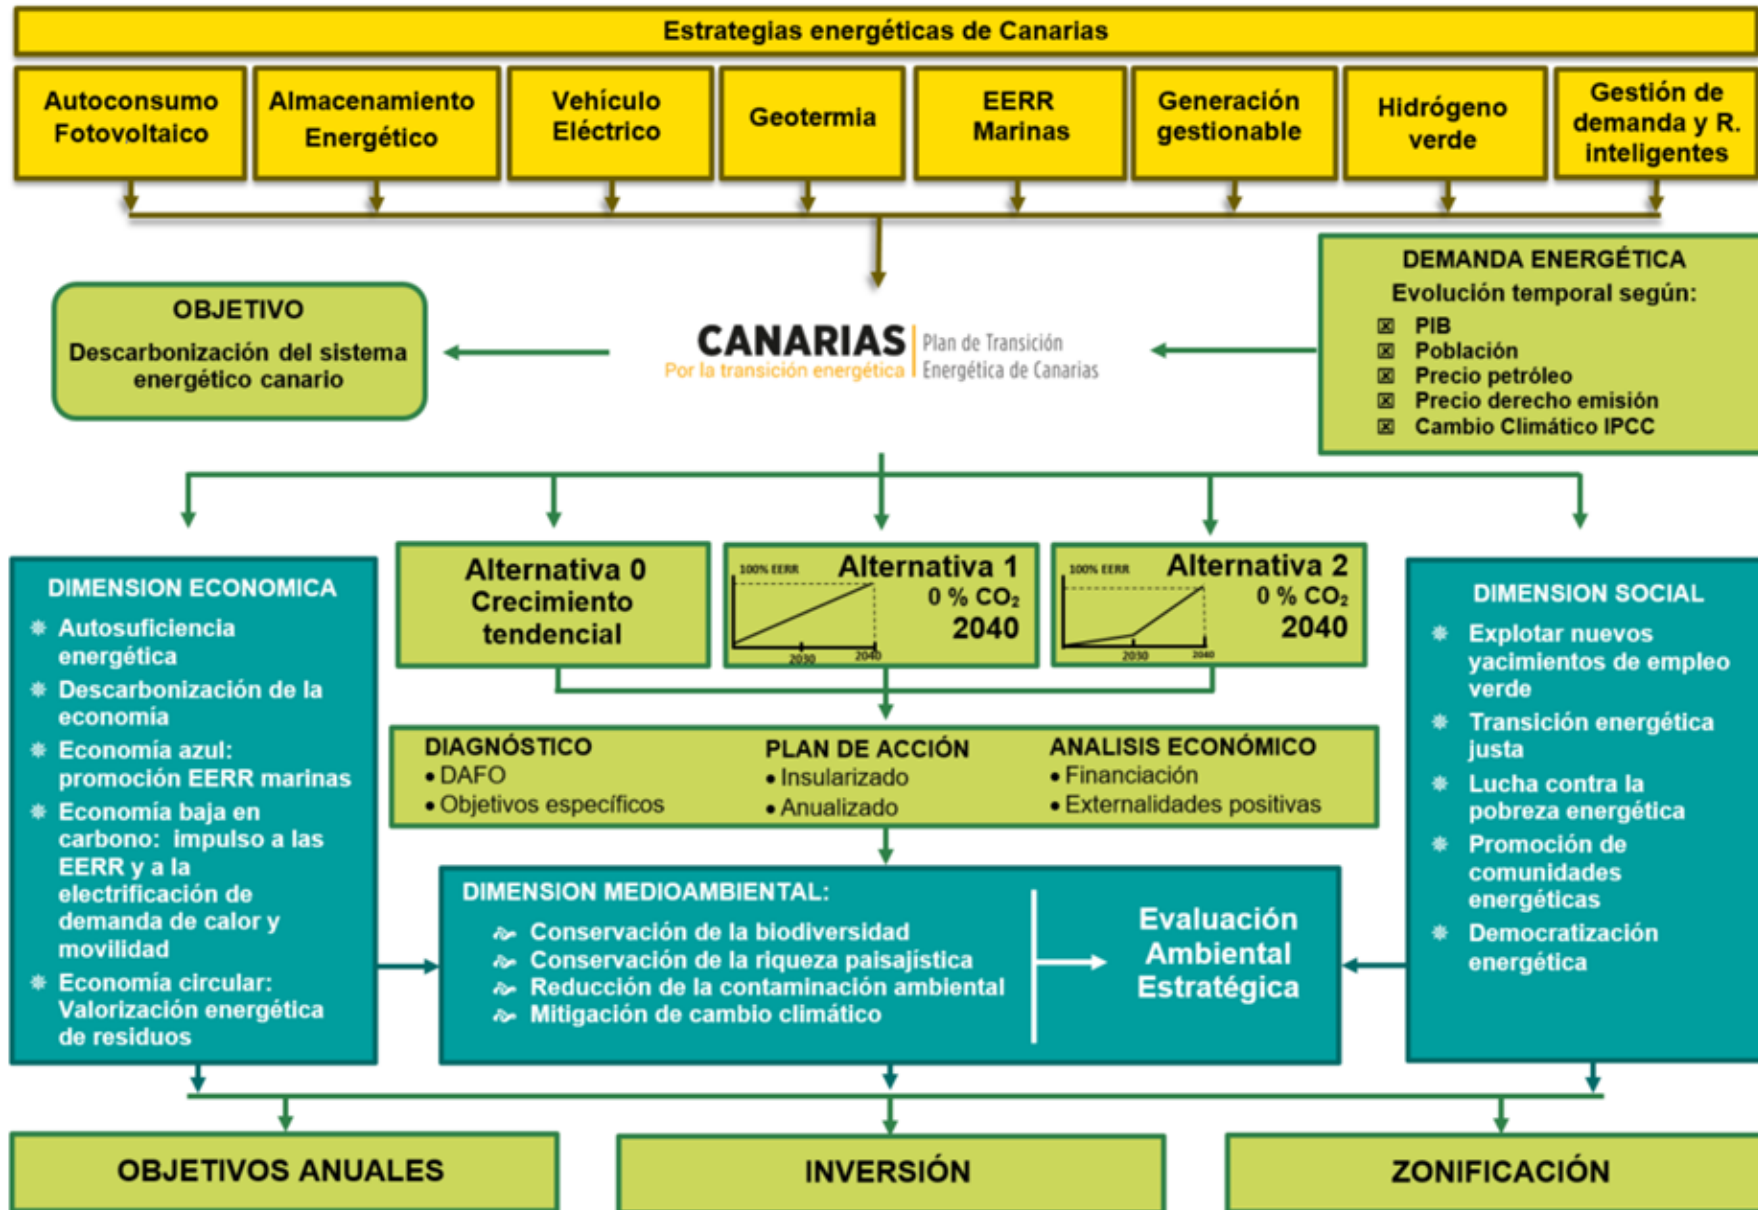 Estrategias energéticas de Canarias
Autoconsumo
Fotovoltaico
Almacenamiento
Energético
Vehículo
Eléctrico
Geotermia
EERR
Marinas
Generación
gestionable
Hidrógeno
verde
Gestión de
demanda y R.
inteligentes
OBJETIVO
Descarbonización del sistema
energético canario
CANARIAS
Por la transición energética
Plan de Transición
Energética de Canarias
DEMANDA ENERGÉTICA
Evolución temporal según:
PIB
Población
Precio petróleo
Precio derecho emisión
Cambio Climático IPCC
DIMENSION ECONOMICA
Autosuficiencia
energética
Descarbonización de la
economía
Economía azul:
promoción EERR marinas
Economía baja en
carbono: impulso a las
EERR y a la
electrificación de
demanda de calor y
movilidad
Economía circular:
Valorización energética
de residuos
Alternativa 0
Crecimiento
tendencial
100% EERR
Alternativa 1
0 % CO₂
2040
2030
2040
100% EERR
Alternativa 2
0 % CO₂
2040
2030
2040
DIMENSION SOCIAL
Explotar nuevos
yacimientos de empleo
verde
Transición energética
justa
Lucha contra la
pobreza energética
Promoción de
comunidades
energéticas
Democratización
energética
DIAGNÓSTICO
• DAFO
• Objetivos específicos
PLAN DE ACCIÓN
• Insularizado
• Anualizado
ANALISIS ECONÓMICO
• Financiación
• Externalidades positivas
DIMENSION MEDIOAMBIENTAL:
Conservación de la biodiversidad
Conservación de la riqueza paisajística
Reducción de la contaminación ambiental
Mitigación de cambio climático
Evaluación
Ambiental
Estratégica
OBJETIVOS ANUALES
INVERSIÓN
ZONIFICACIÓN